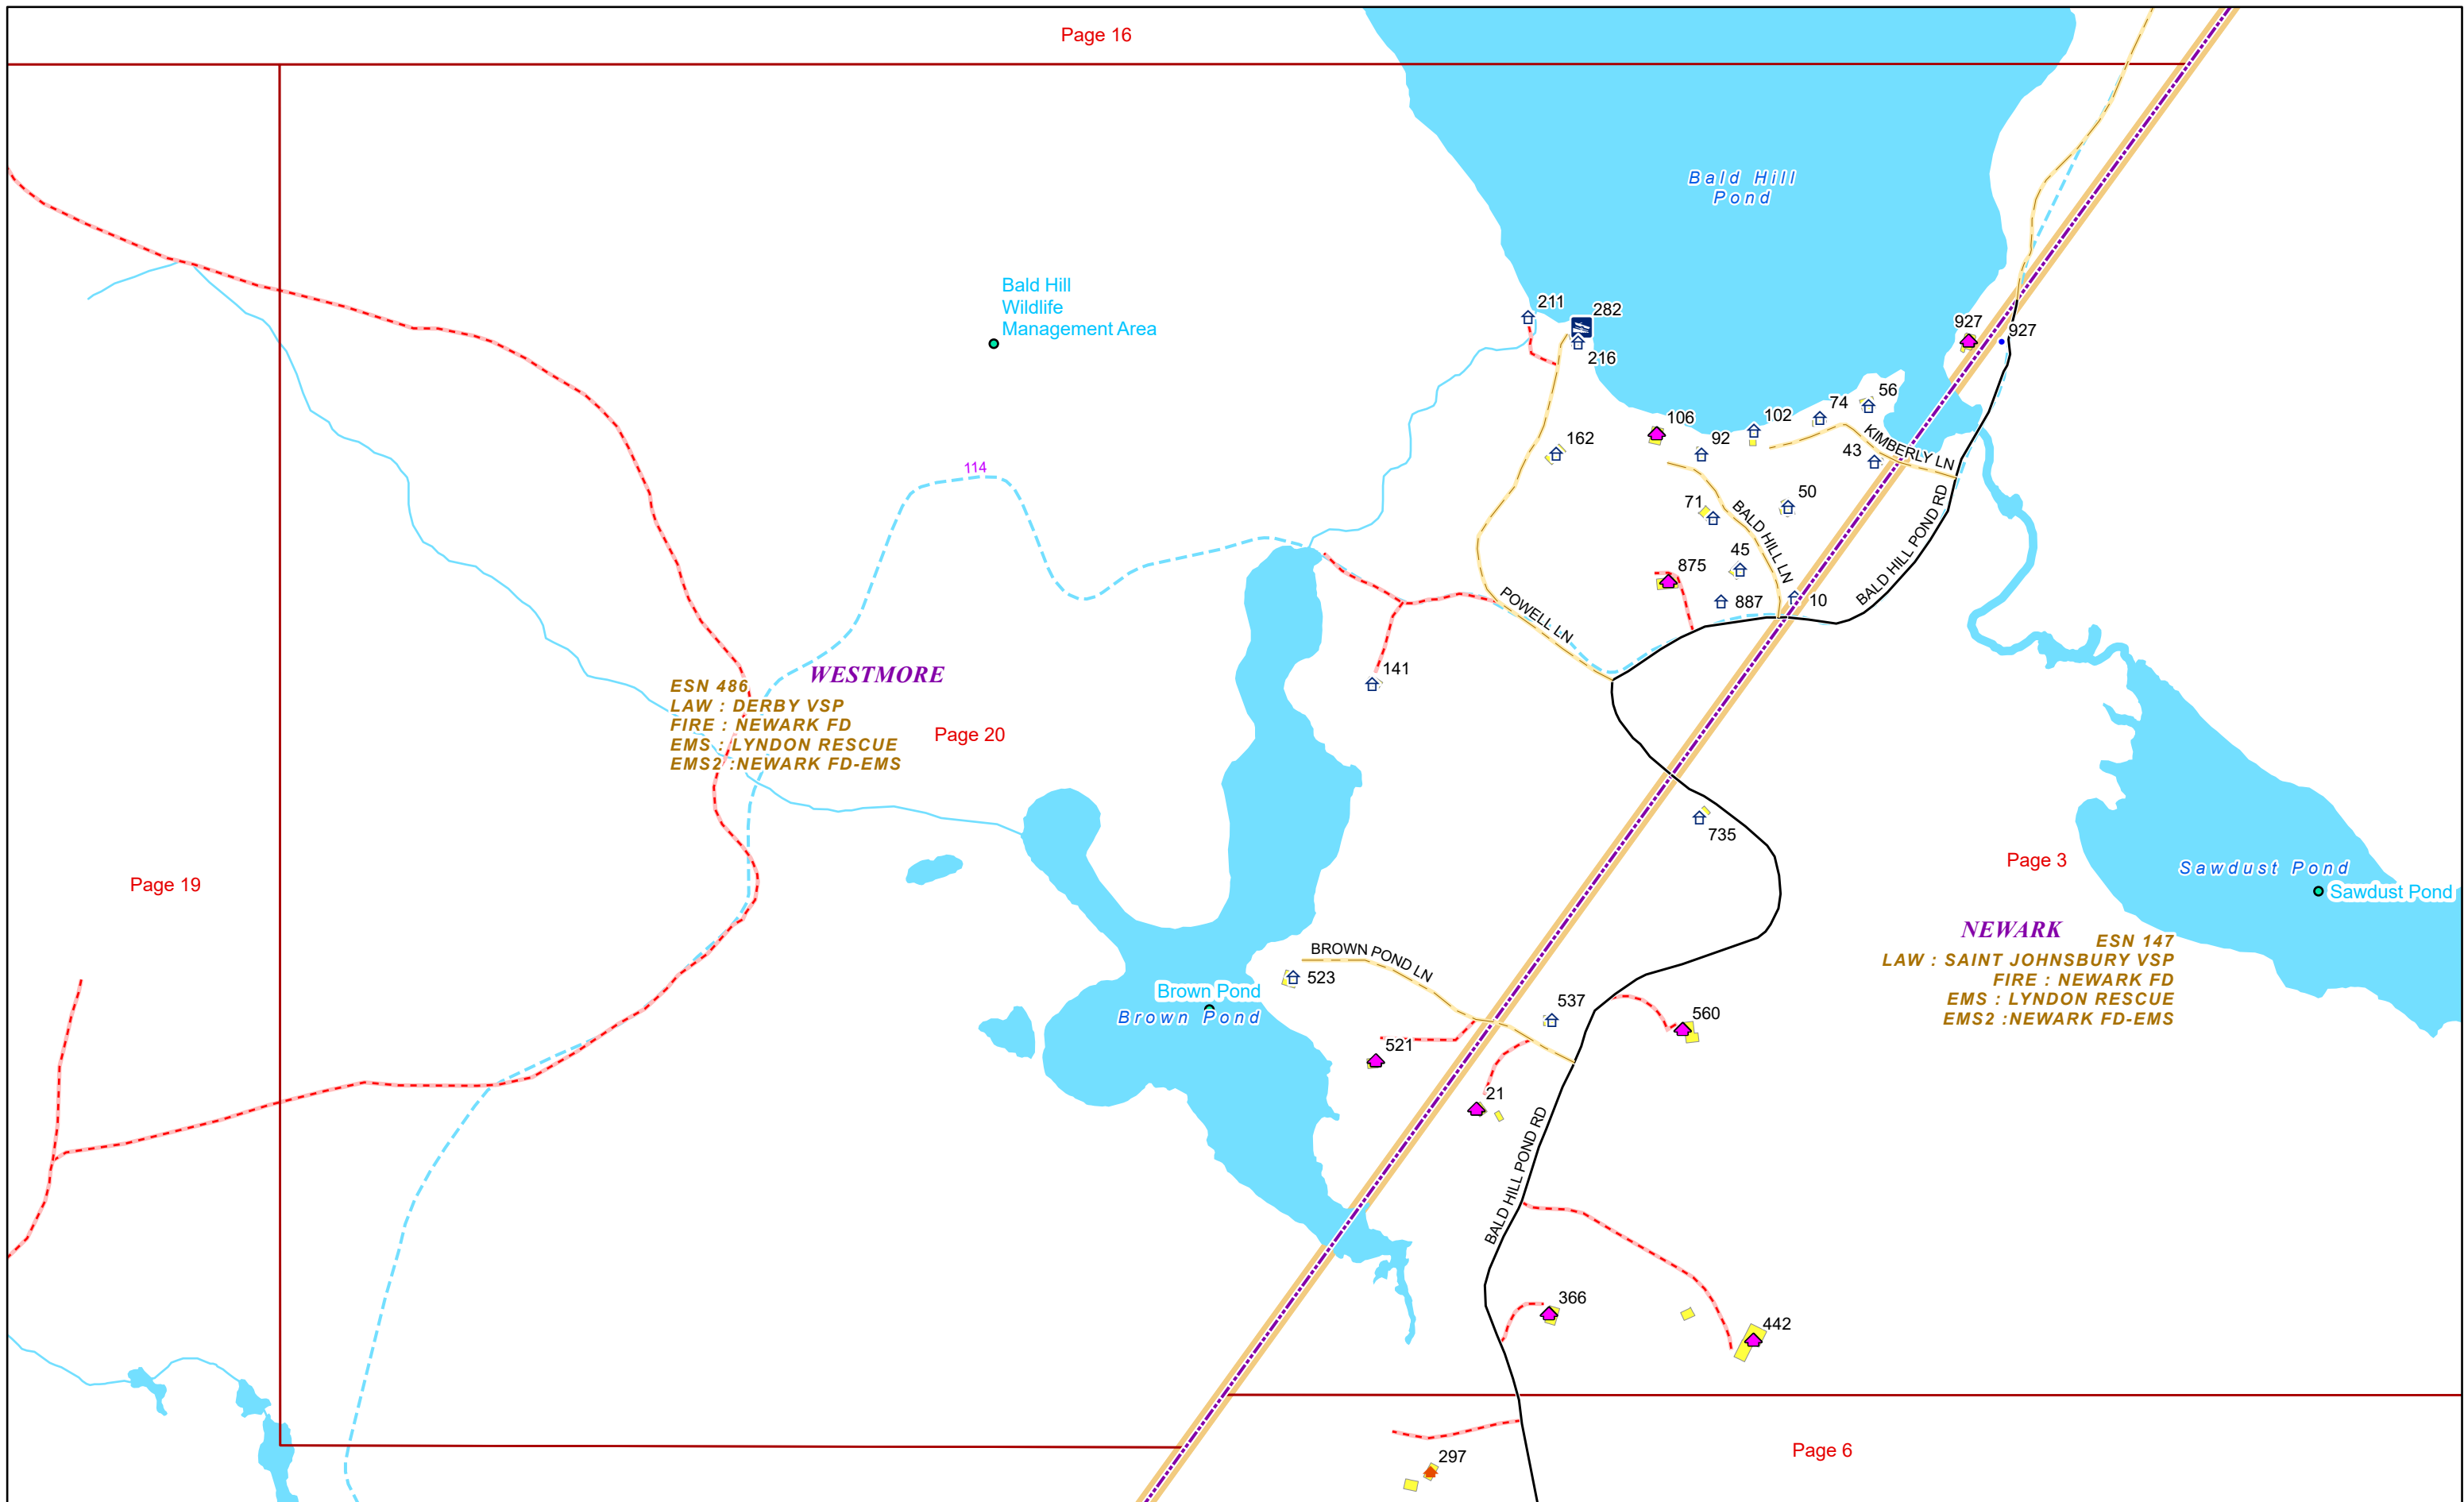 Page 16
Bald Hill
Pond
Bald Hill
Wildlife
Management Area
211
282
216
927
927
56
74
102
106
92
162
43
KIMBERLY LN
114
50
71
BALD HILL LN
BALD HILL POND RD
45
875
887
10
POWELL LN
141
WESTMORE
ESN 486
LAW : DERBY VSP
FIRE : NEWARK FD
EMS : LYNDON RESCUE
EMS2 :NEWARK FD-EMS
Page 20
735
Page 3
Sawdust Pond
Sawdust Pond
Page 19
NEWARK
ESN 147
LAW : SAINT JOHNSBURY VSP
FIRE : NEWARK FD
EMS : LYNDON RESCUE
EMS2 :NEWARK FD-EMS
BROWN POND LN
523
Brown Pond
Brown Pond
537
560
521
21
BALD HILL POND RD
366
442
Page 6
297